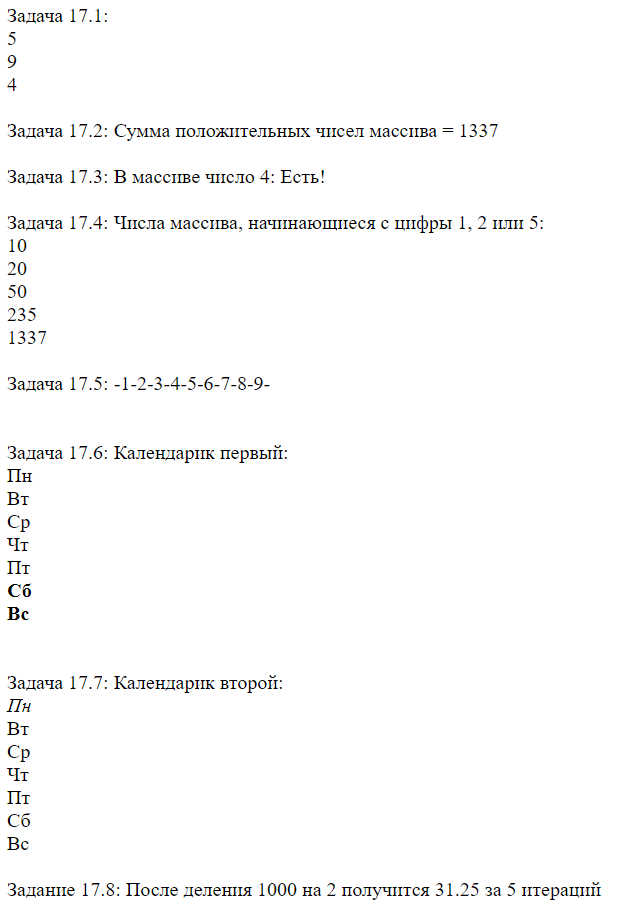 Задача 17.1:
5
9
4
Задача 17.2: Сумма положительных чисел массива = 1337
Задача 17.3: В массиве число 4: Есть!
Задача 17.4: Числа массива, начинающиеся с цифры 1, 2 или 5:
10
20
50
235
1337
Задача 17.5: -1-2-3-4-5-6-7-8-9-
Задача 17.6: Календарик первый:
Пн
Вт
Ср
Чт
Пт
Сб
Вс
Задача 17.7: Календарик второй:
Пн
Вт
Ср
Чт
Пт
Сб
Вс
Задание 17.8: После деления 1000 на 2 получится 31.25 за 5 итераций